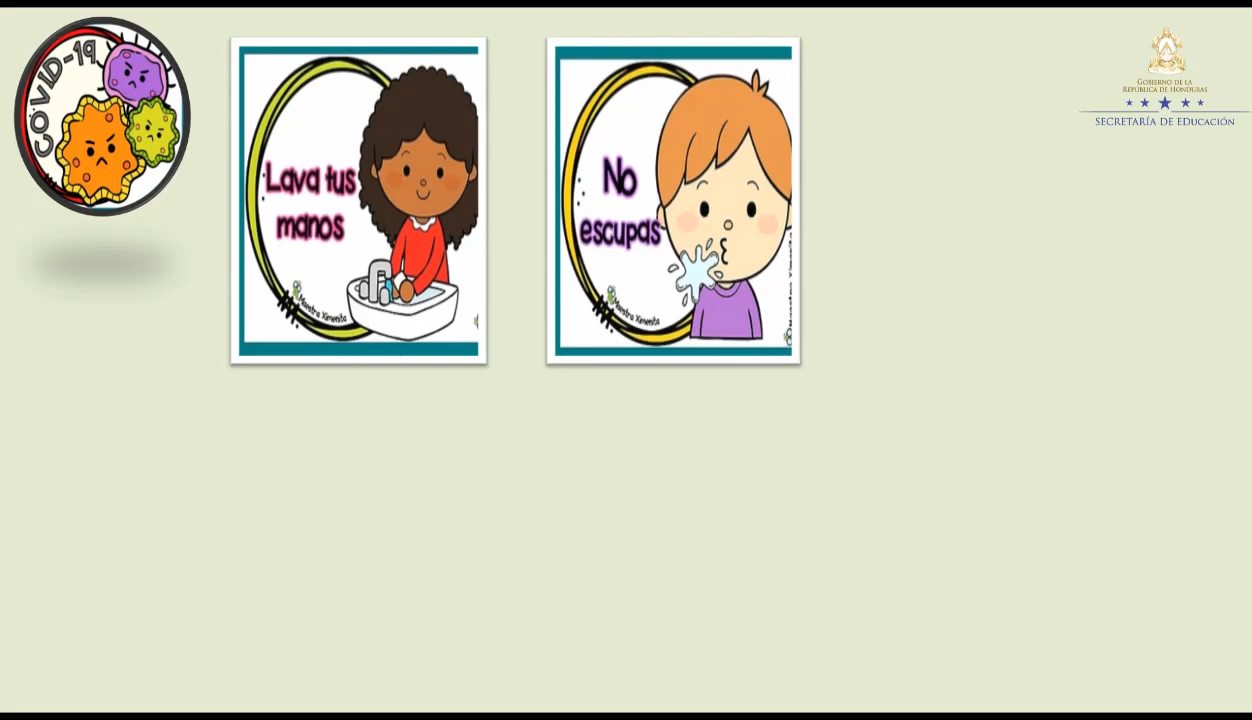 COVID-19
Lava tus
manos
Maestra Ximenita
No
escupas
Maestra Ximenita
GOBIERNO DE LA
REPÚBLICA DE HONDURAS
SECRETARÍA DE EDUCACIÓN